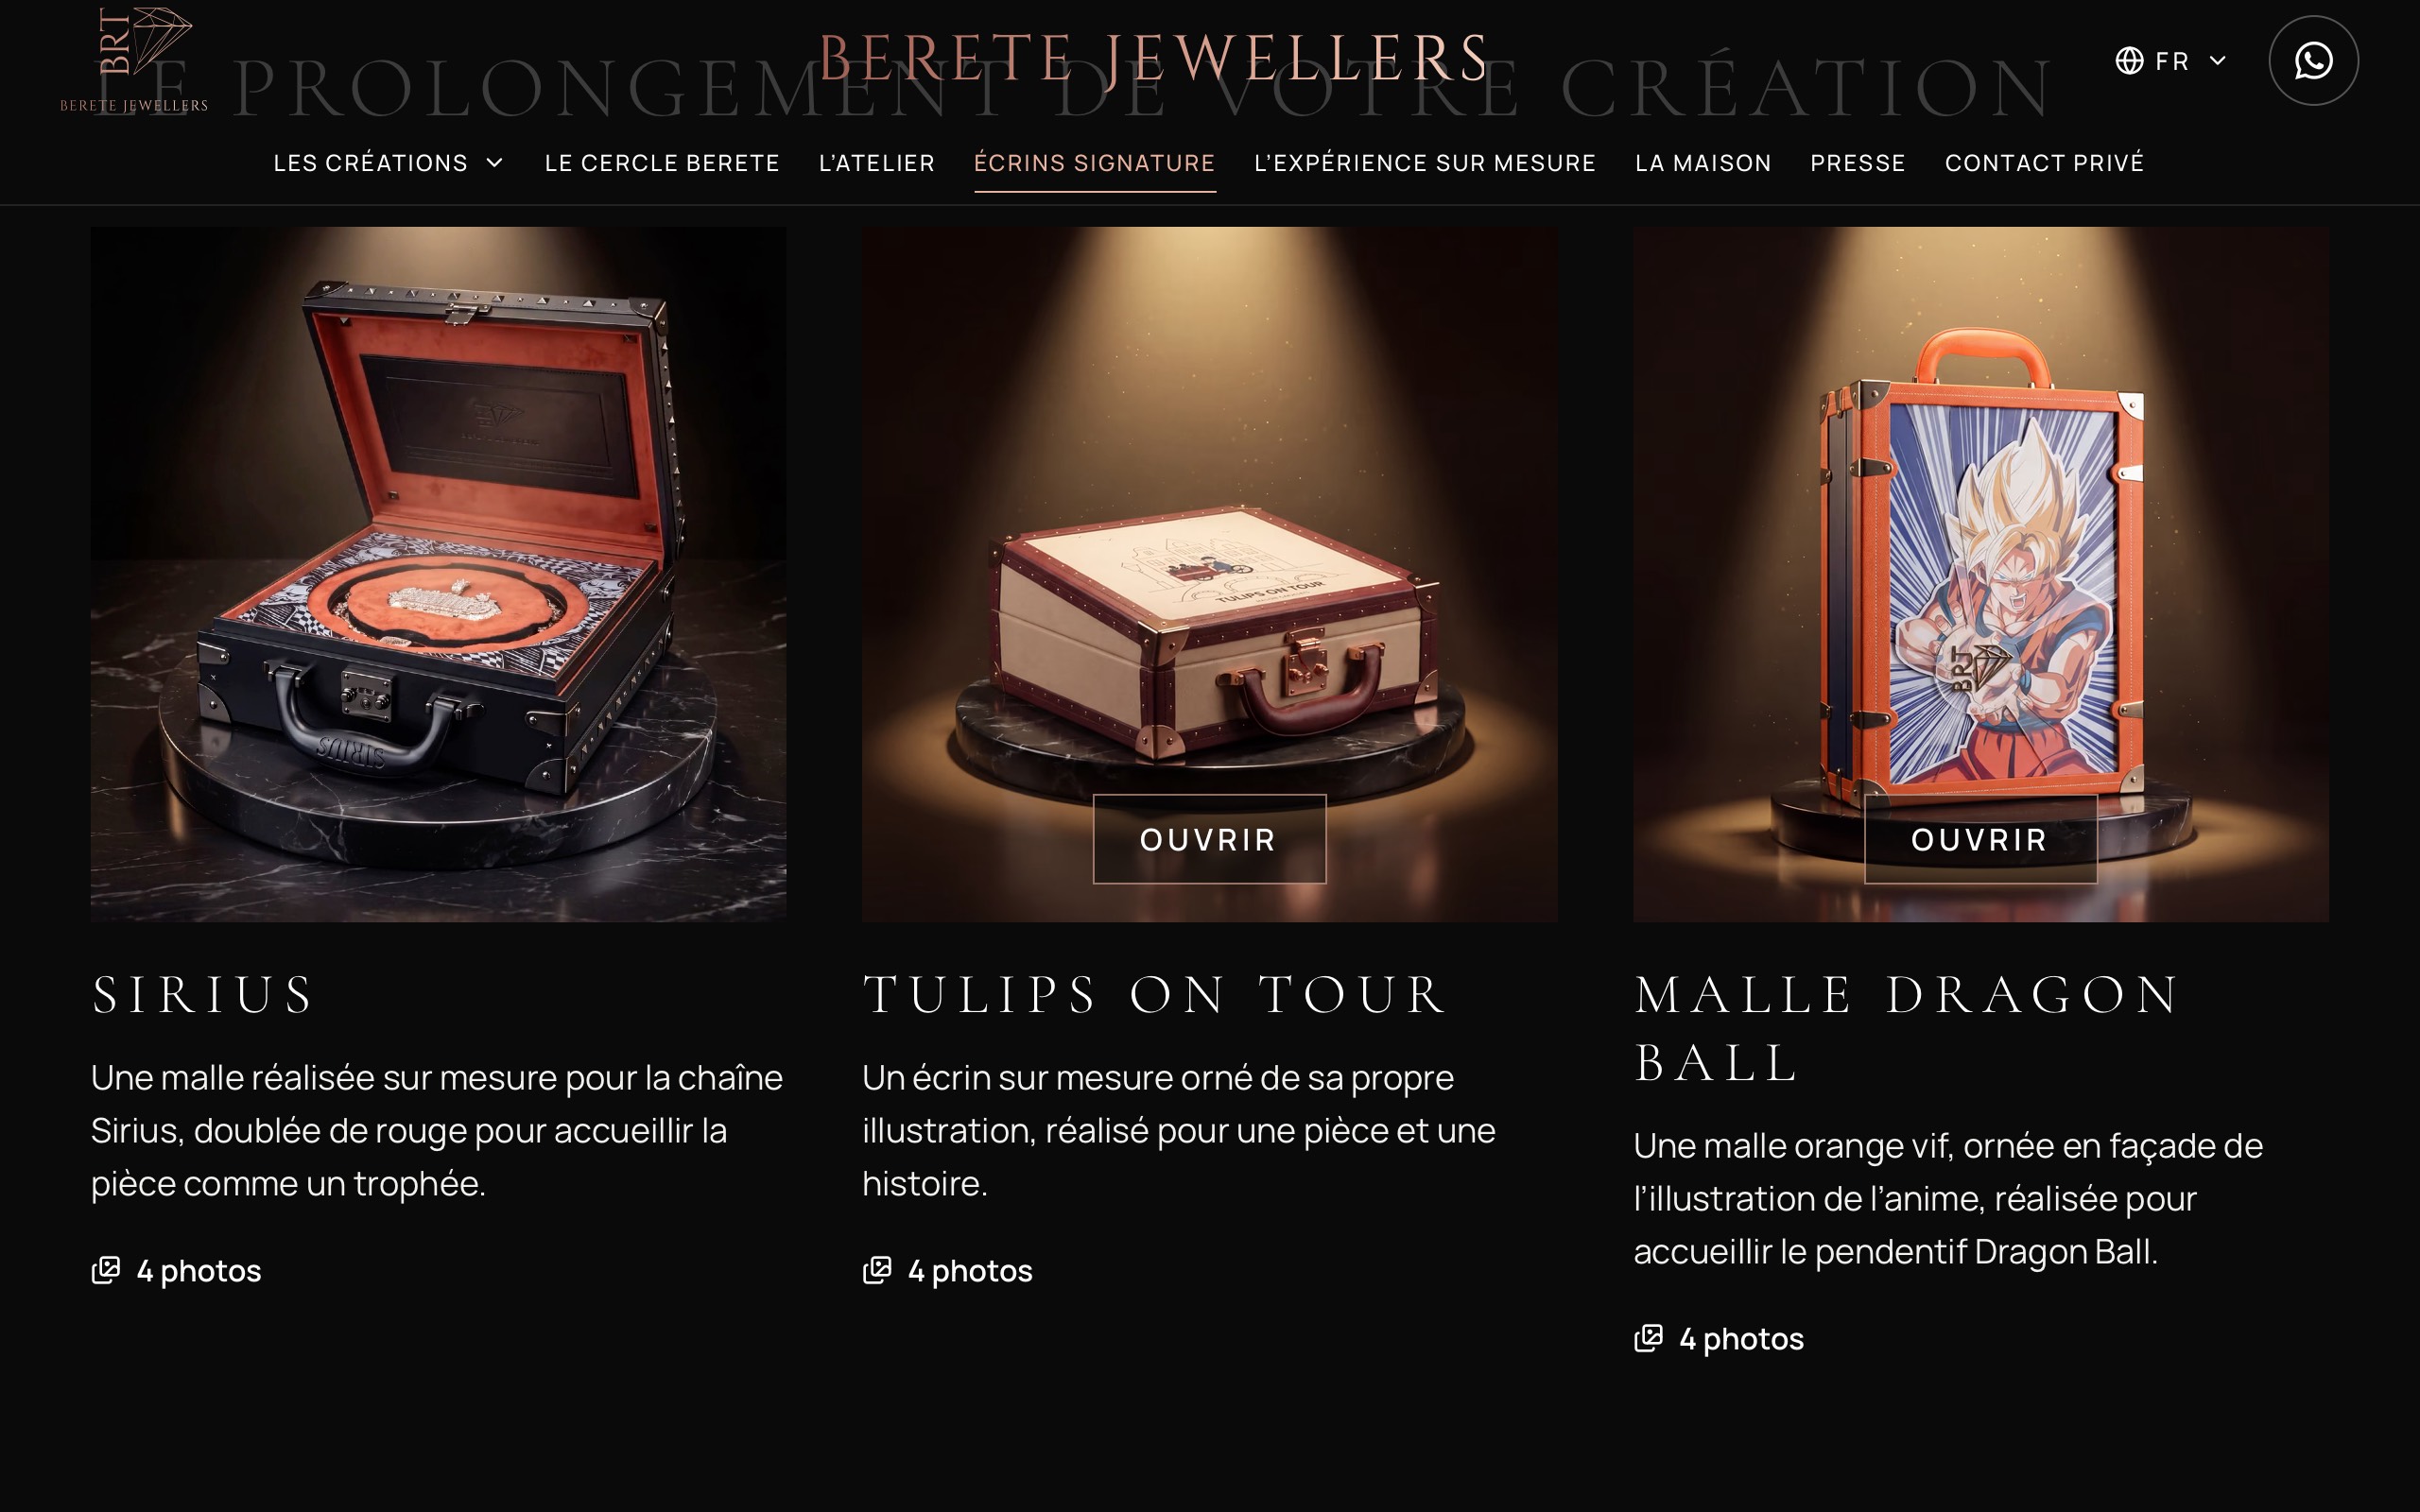 BRT
BERETE JEWELLERS
BERETE JEWELLERS
LE PROLONGEMENT DE VOTRE CRÉATION
FR
LES CRÉATIONS
LE CERCLE BERETE
L’ATELIER
ÉCRINS SIGNATURE
L’EXPÉRIENCE SUR MESURE
LA MAISON
PRESSE
CONTACT PRIVÉ
SIRIUS
TULIPS ON TOUR
BRT
OUVRIR
OUVRIR
SIRIUS
Une malle réalisée sur mesure pour la chaîne
Sirius, doublée de rouge pour accueillir la
pièce comme un trophée.
4 photos
TULIPS ON TOUR
Un écrin sur mesure orné de sa propre
illustration, réalisé pour une pièce et une
histoire.
4 photos
MALLE DRAGON
BALL
Une malle orange vif, ornée en façade de
l’illustration de l’anime, réalisée pour
accueillir le pendentif Dragon Ball.
4 photos